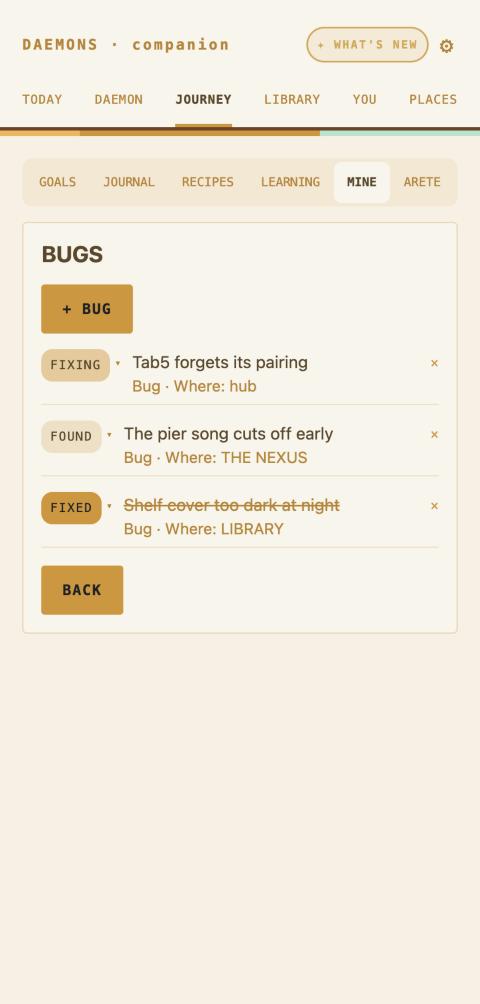 DAEMONS · companion
✦ WHAT'S NEW ⚙
TODAY DAEMON JOURNEY LIBRARY YOU PLACES
GOALS JOURNAL RECIPES LEARNING MINE ARETE
BUGS
+ BUG
FIXING ▾ Tab5 forgets its pairing ×
Bug · Where: hub
FOUND ▾ The pier song cuts off early ×
Bug · Where: THE NEXUS
FIXED ▾ Shelf cover too dark at night ×
Bug · Where: LIBRARY
BACK